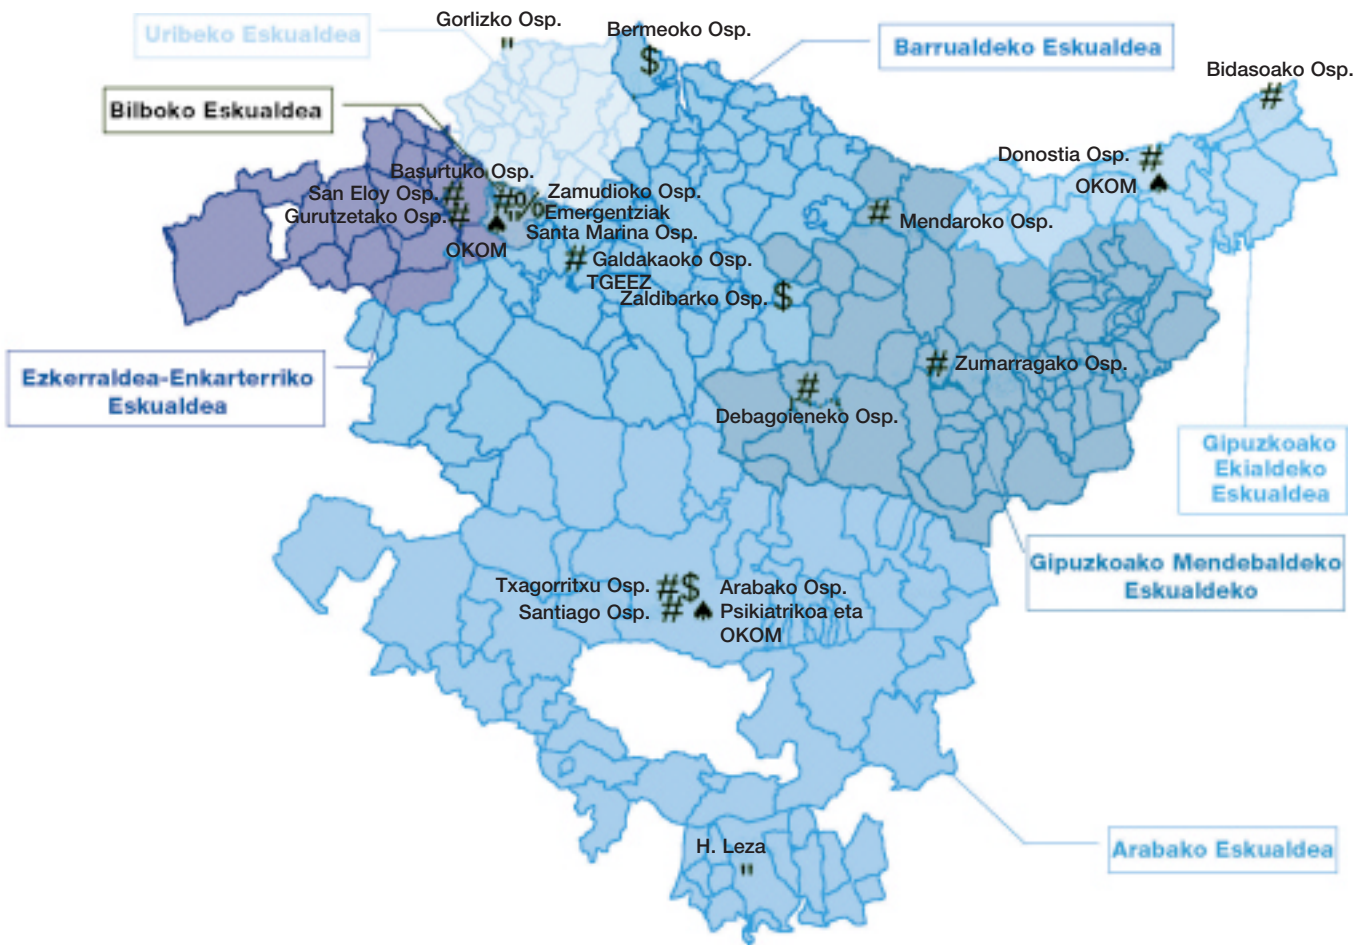 Gorlizko Osp.
"
Uribeko Eskualdea
Bermeoko Osp.
$
Barrualdeko Eskualdea
Bidasoako Osp.
#
Bilboko Eskualdea
Donostia Osp. #
OKOM ♠
Basurtuko Osp.
San Eloy Osp. #
Gurutzetako Osp. #
#"%
♠
OKOM
Zamudioko Osp.
Emergentziak
Santa Marina Osp.
# Galdakaoko Osp.
TGEEZ
Zaldibarko Osp. $
# Mendaroko Osp.
Ezkerraldea-Enkarterriko
Eskualdea
# Zumarragako Osp.
#
Debagoieneko Osp.
Gipuzkoako
Ekialdeko
Eskualdea
Gipuzkoako Mendebaldeko
Eskualdeko
Txagorritxu Osp. #$
Santiago Osp. # ♠
Arabako Osp.
Psikiatrikoa eta
OKOM
H. Leza
"
Arabako Eskualdea